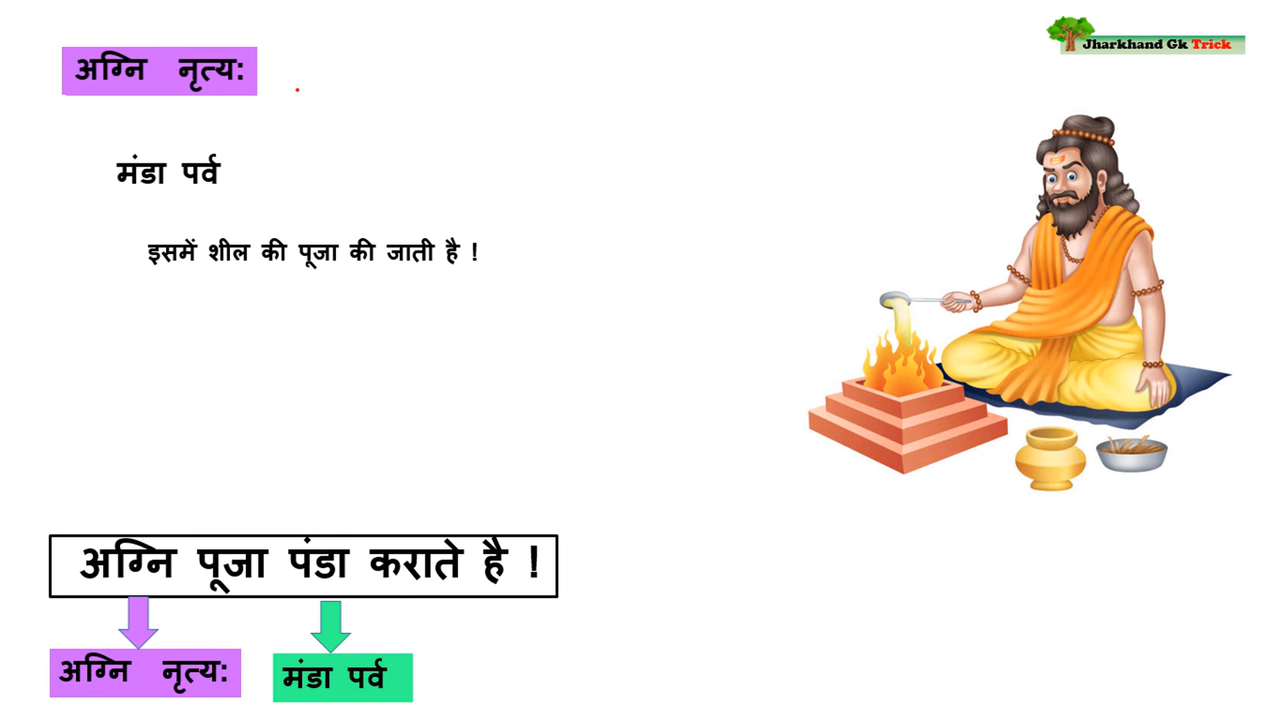 Jharkhand Gk Trick
अग्नि नृत्य:
मंडा पर्व
इसमें शील की पूजा की जाती है !
अग्नि पूजा पंडा कराते है !
अग्नि नृत्य:
मंडा पर्व